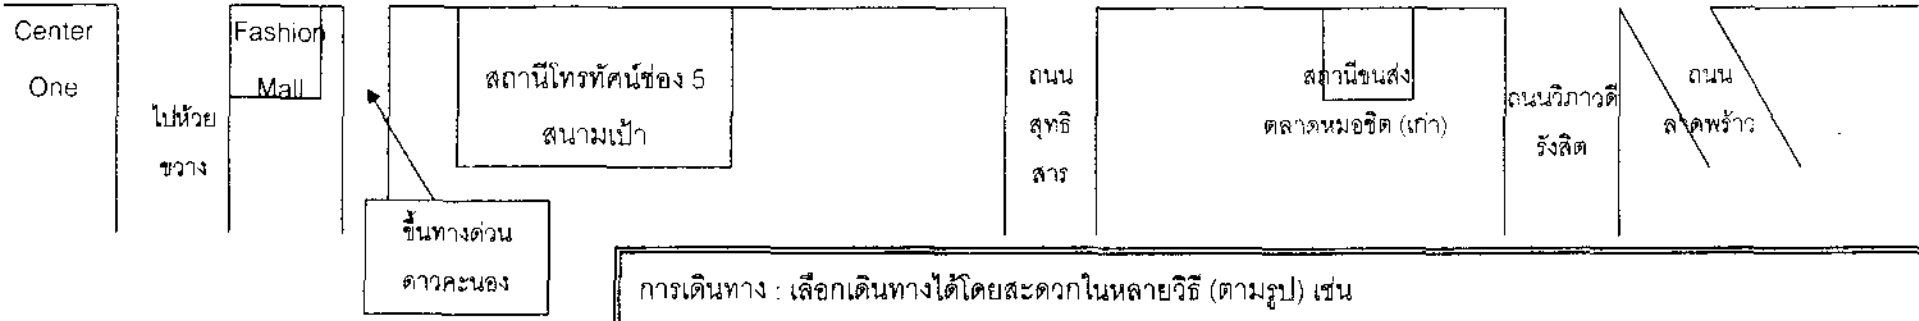 Center
One
ไปห้วย
ขวาง
Fashion
Mall
ขึ้นทางด่วน
ดาวคะนอง
สถานีโทรทัศน์ช่อง 5
สนามเป้า
ถนน
สุทธิ
สาร
สถานีขนส่ง
ตลาดหมอชิต (เก่า)
ถนนวิภาวดี
รังสิต
ถนน
ลาดพร้าว
การเดินทาง : เลือกเดินทางได้โดยสะดวกในหลายวิธี (ตามรูป) เช่น